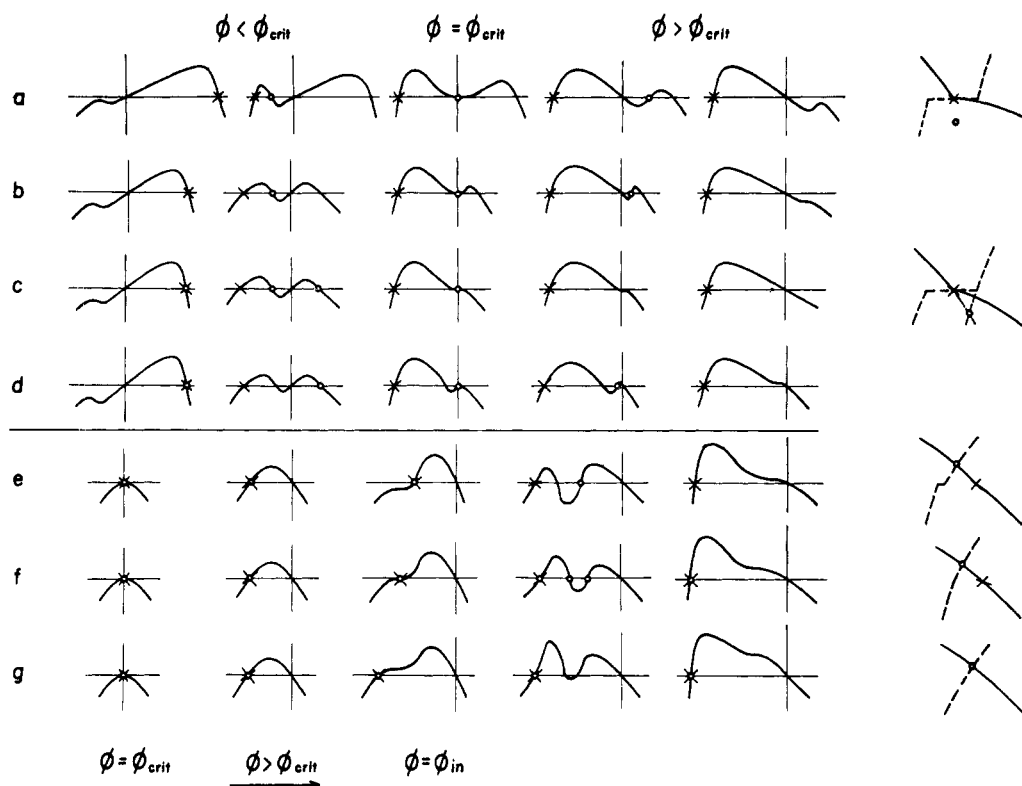 ϕ < ϕcrit ϕ = ϕcrit ϕ > ϕcrit
a
b
c
d
e
f
g
ϕ = ϕcrit ϕ > ϕcrit ϕ = ϕin